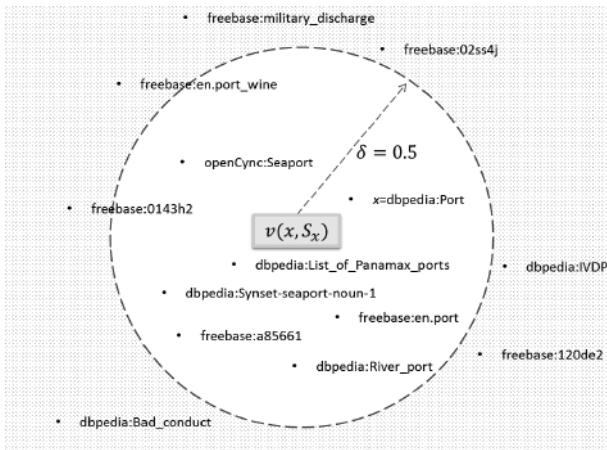 freebase:military_discharge
freebase:02ss4j
freebase:en.port_wine
δ = 0.5
openCync:Seaport
x=dbpedia:Port
freebase:0143h2
v(x, Sₓ)
dbpedia:List_of_Panamax_ports
dbpedia:IVDP
dbpedia:Synset-seaport-noun-1
freebase:en.port
freebase:a85661
freebase:120de2
dbpedia:River_port
dbpedia:Bad_conduct